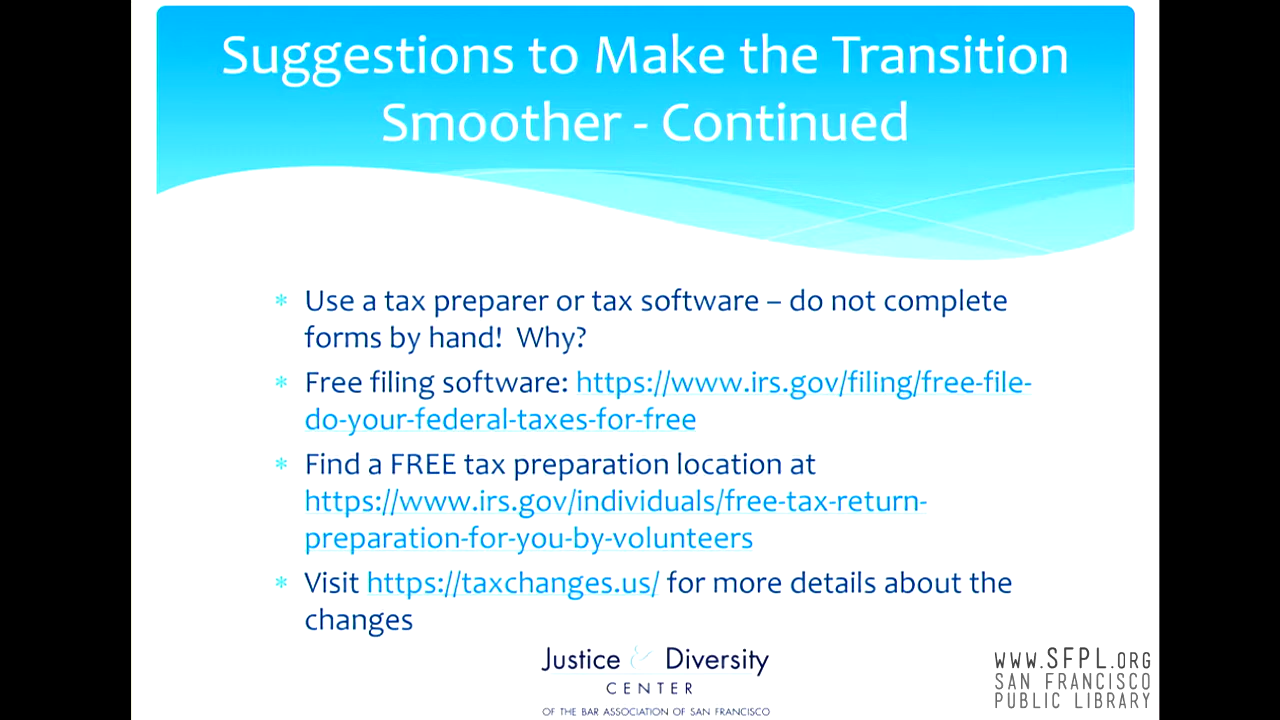 Suggestions to Make the Transition
Smoother - Continued
* Use a tax preparer or tax software – do not complete
forms by hand!  Why?
* Free filing software: https://www.irs.gov/filing/free-file-
do-your-federal-taxes-for-free
* Find a FREE tax preparation location at
https://www.irs.gov/individuals/free-tax-return-
preparation-for-you-by-volunteers
* Visit https://taxchanges.us/ for more details about the
changes
Justice & Diversity
CENTER
OF THE BAR ASSOCIATION OF SAN FRANCISCO
WWW.SFPL.ORG
SAN FRANCISCO
PUBLIC LIBRARY